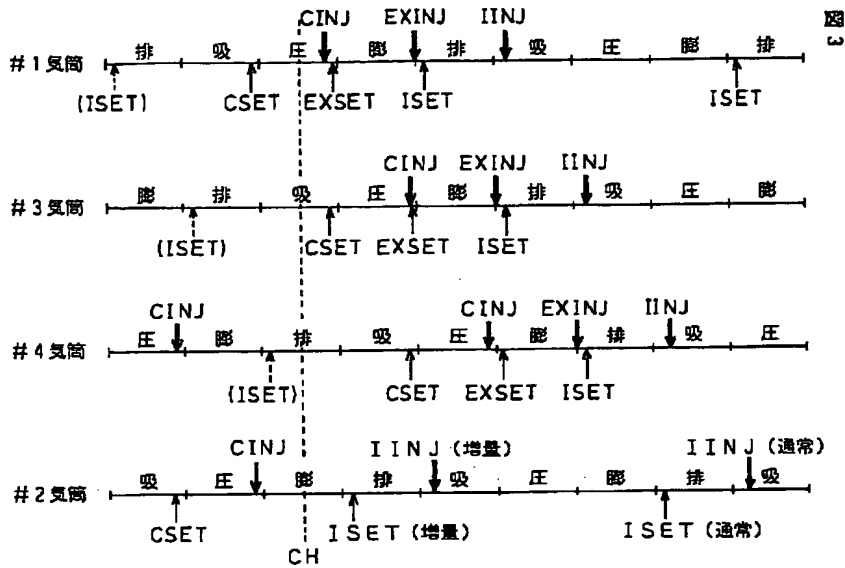 図3
CINJ EXINJ IINJ
#1気筒 排 吸 圧 膨 排 吸 圧 膨 排
(ISET) CSET EXSET ISET ISET
CINJ EXINJ IINJ
#3気筒 膨 排 吸 圧 膨 排 吸 圧 膨
(ISET) CSET EXSET ISET
CINJ CINJ EXINJ IINJ
#4気筒 圧 膨 排 吸 圧 膨 排 吸 圧
(ISET) CSET EXSET ISET
CINJ IINJ(増量) IINJ(通常)
#2気筒 吸 圧 膨 排 吸 圧 膨 排 吸
CSET ISET(増量) ISET(通常)
CH